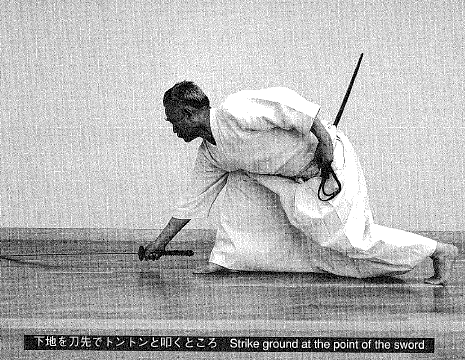 下地を刀先でトントンと叩くところ Strike ground at the point of the sword.